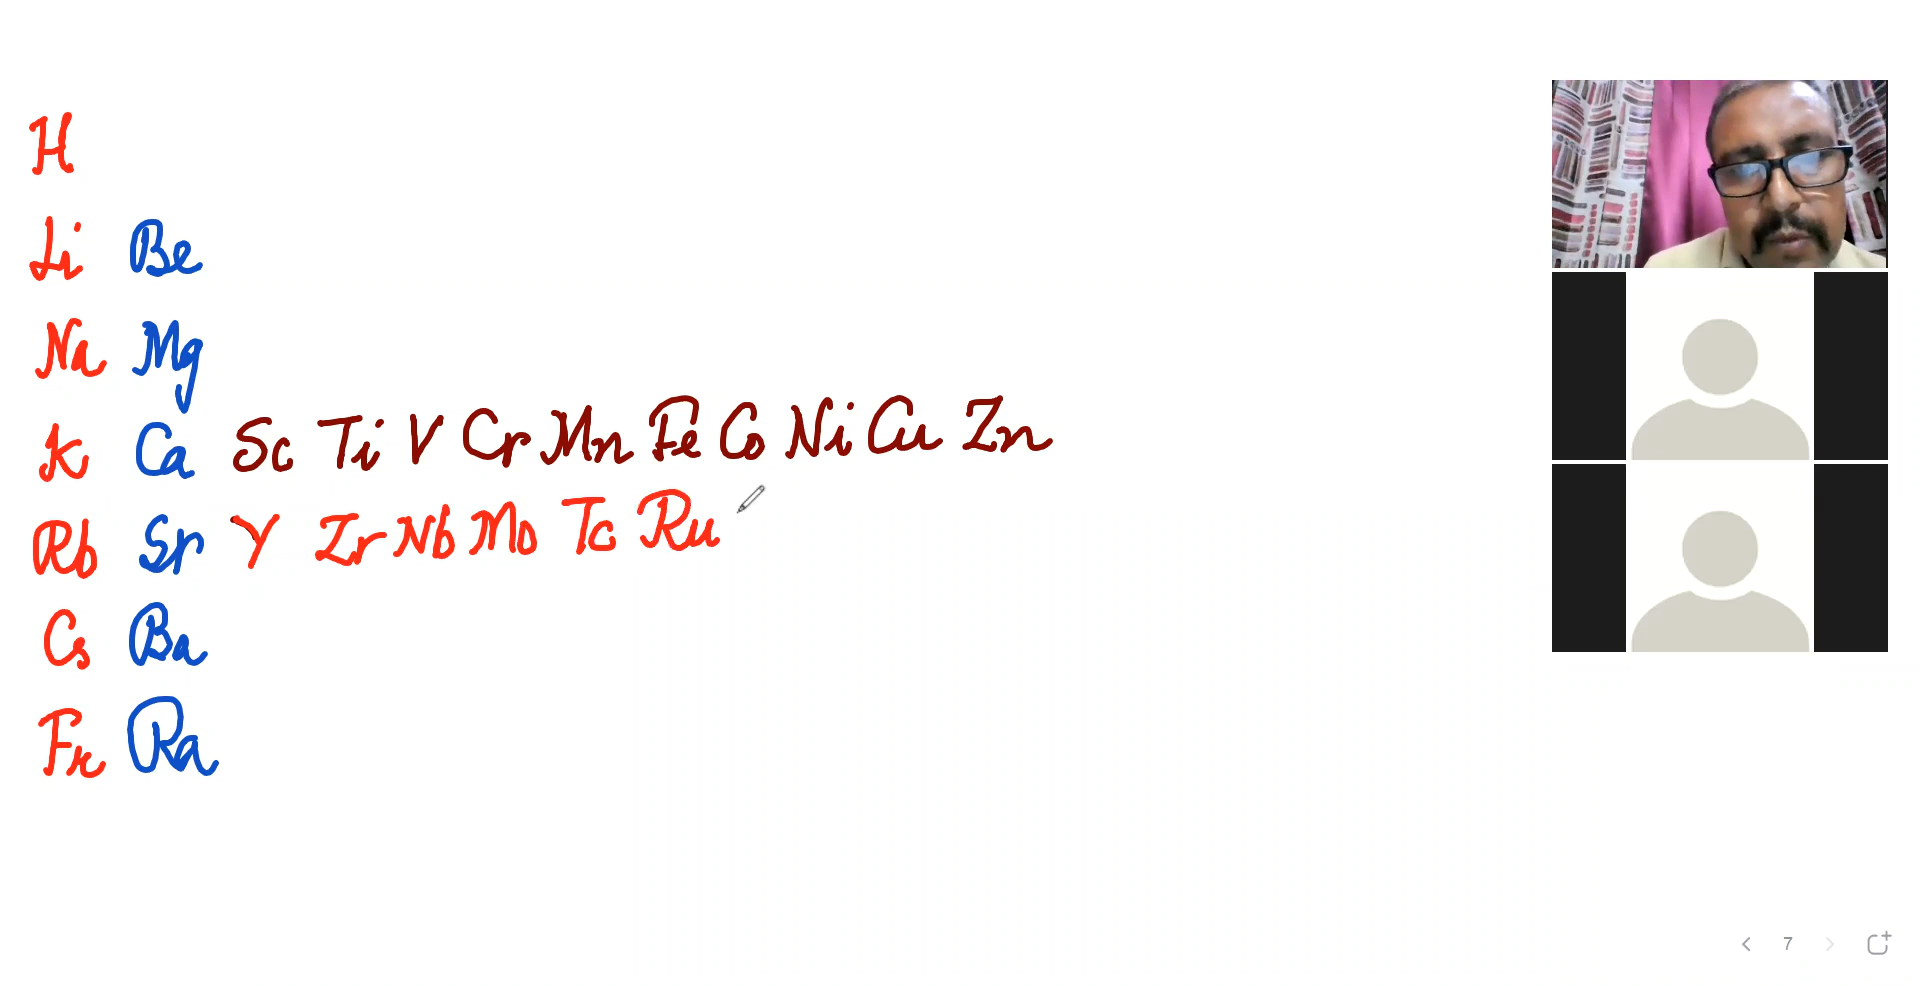 H
Li Be
Na Mg
K Ca Sc Ti V Cr Mn Fe Co Ni Cu Zn
Rb Sr Y Zr Nb Mo Tc Ru
Cs Ba
Fr Ra
7